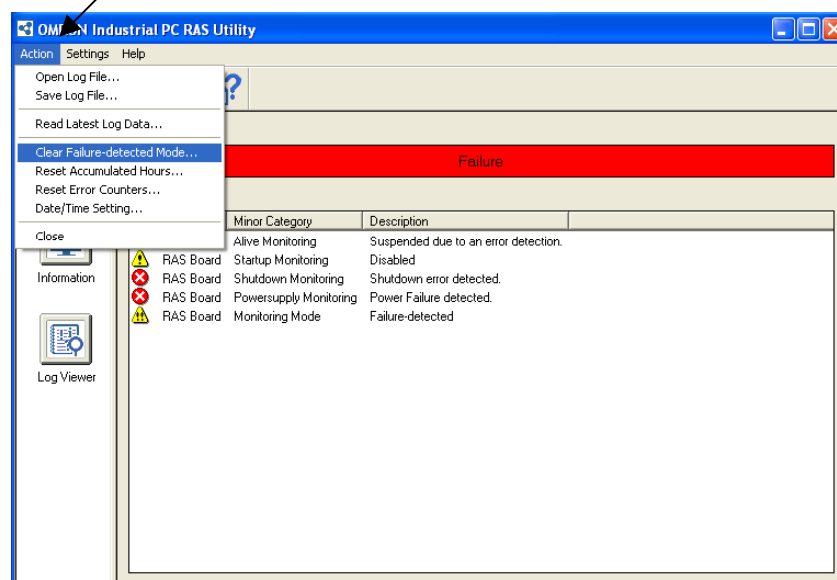 OMRON Industrial PC RAS Utility
Action Settings Help
Open Log File...
Save Log File...
Read Latest Log Data...
Clear Failure-detected Mode...
Reset Accumulated Hours...
Reset Error Counters...
Date/Time Setting...
Close
Failure
Minor Category Description
Alive Monitoring Suspended due to an error detection.
RAS Board Startup Monitoring Disabled
RAS Board Shutdown Monitoring Shutdown error detected.
RAS Board Powersupply Monitoring Power Failure detected.
RAS Board Monitoring Mode Failure-detected
Information
Log Viewer